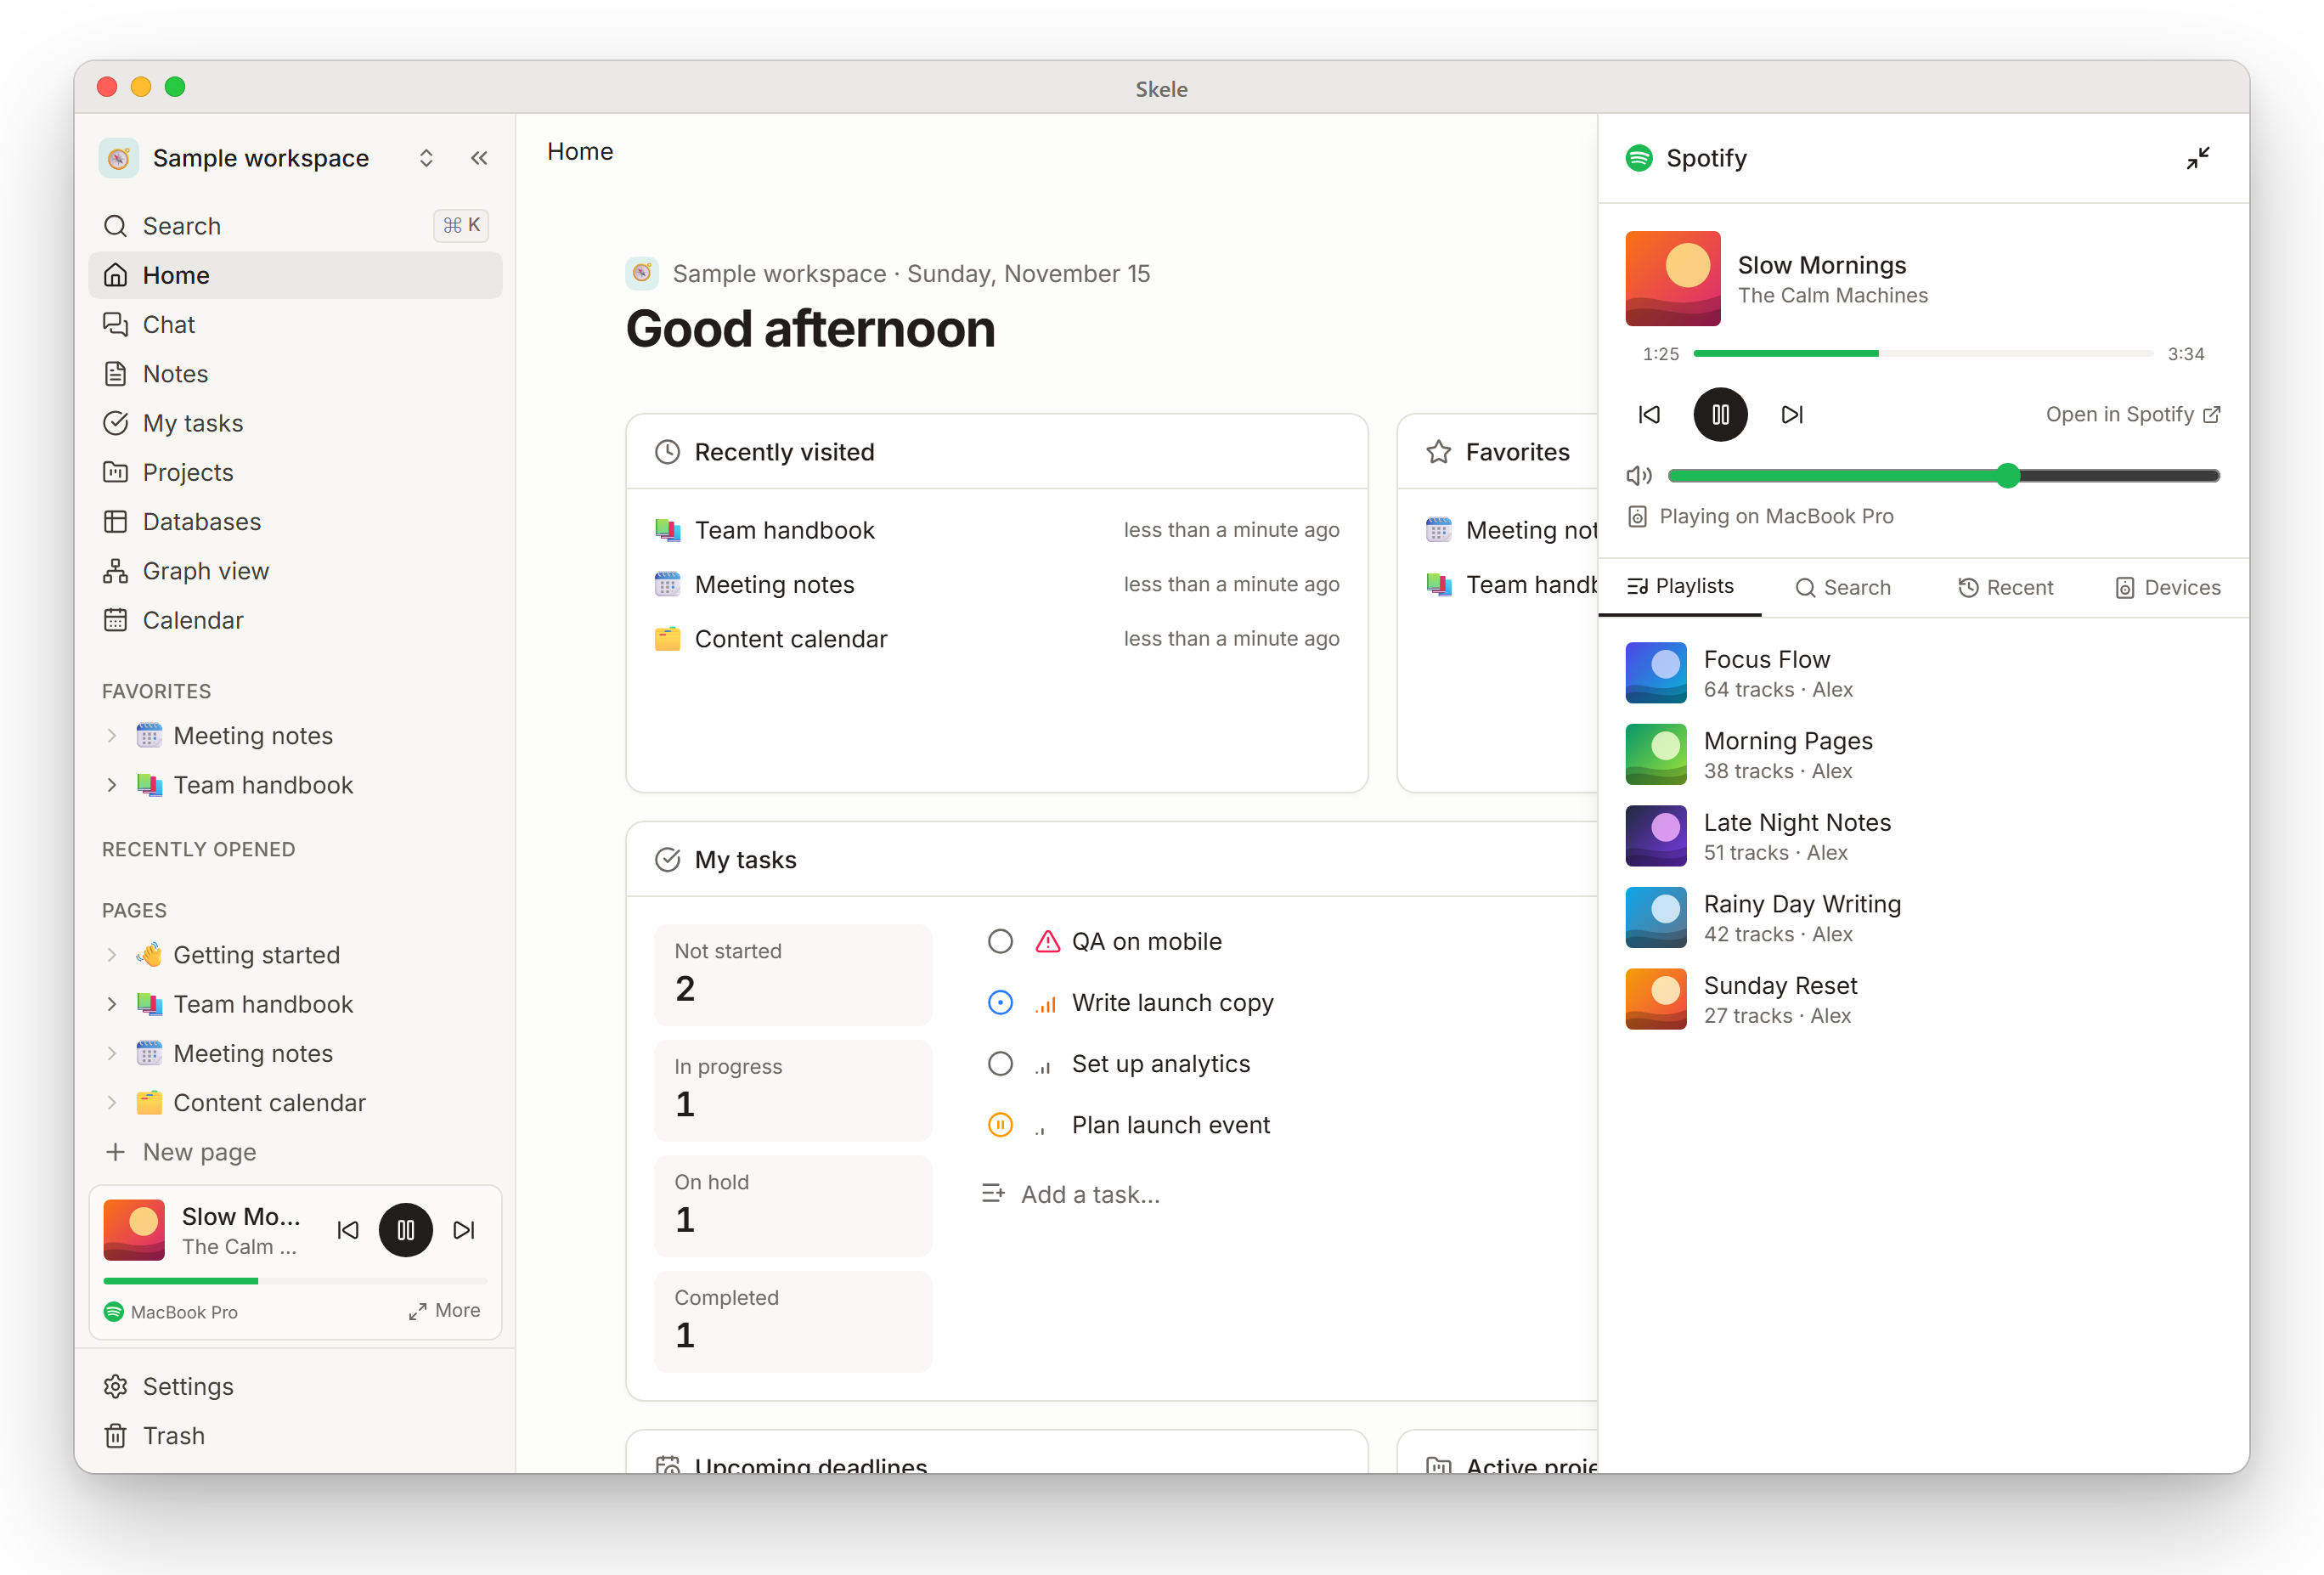 Skele
Sample workspace
Search
⌘ K
Home
Chat
Notes
My tasks
Projects
Databases
Graph view
Calendar
FAVORITES
Meeting notes
Team handbook
RECENTLY OPENED
PAGES
Getting started
Team handbook
Meeting notes
Content calendar
New page
Slow Mo...
The Calm ...
MacBook Pro
More
Settings
Trash
Home
Sample workspace · Sunday, November 15
Good afternoon
Recently visited
Team handbook less than a minute ago
Meeting notes less than a minute ago
Content calendar less than a minute ago
Favorites
Meeting not
Team handb
My tasks
Not started
2
In progress
1
On hold
1
Completed
1
QA on mobile
Write launch copy
Set up analytics
Plan launch event
Add a task...
Upcoming deadlines
Active proje
Spotify
Slow Mornings
The Calm Machines
1:25 3:34
Open in Spotify
Playing on MacBook Pro
Playlists Search Recent Devices
Focus Flow
64 tracks · Alex
Morning Pages
38 tracks · Alex
Late Night Notes
51 tracks · Alex
Rainy Day Writing
42 tracks · Alex
Sunday Reset
27 tracks · Alex